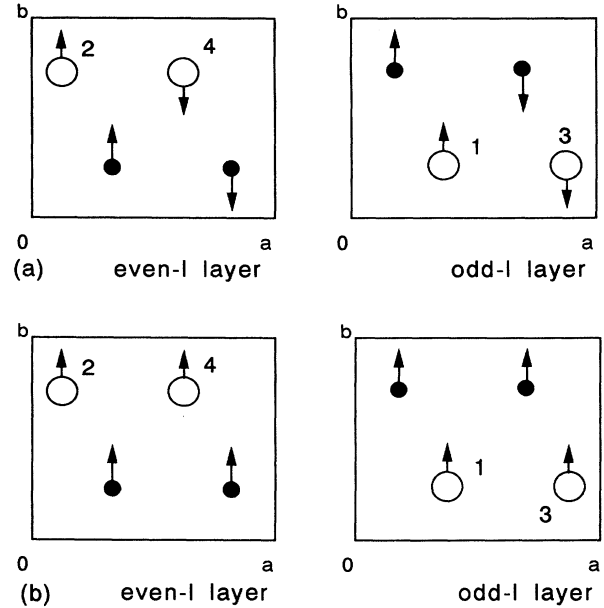 b b
2 4
1 3
0 a 0 a
(a) even-l layer odd-l layer
b b
2 4
1
3
0 a 0 a
(b) even-l layer odd-l layer